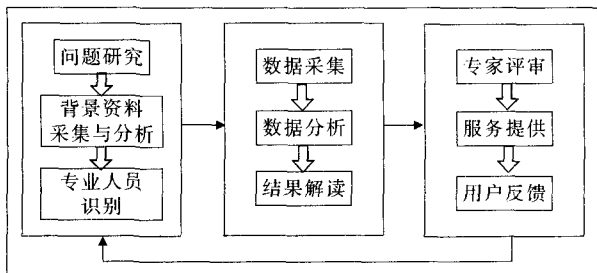 问题研究
背景资料
采集与分析
专业人员
识别
数据采集
数据分析
结果解读
专家评审
服务提供
用户反馈